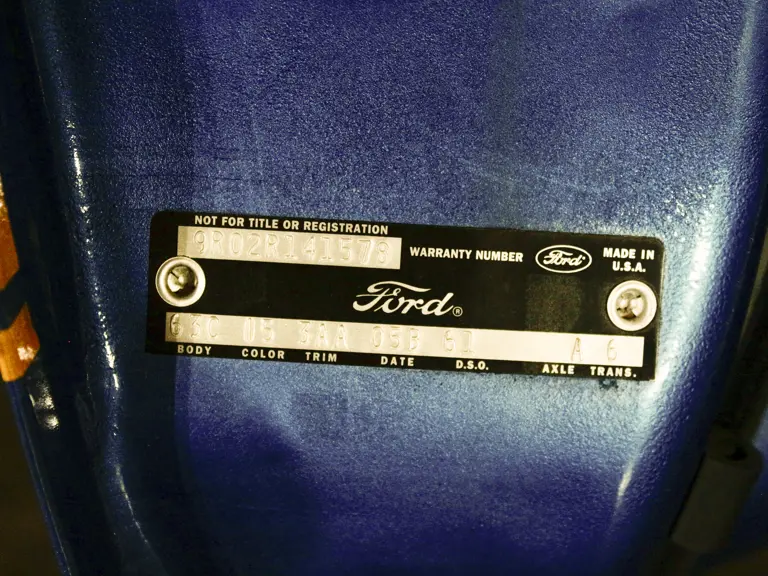 NOT FOR TITLE OR REGISTRATION
9R02R141578 WARRANTY NUMBER Ford MADE IN U.S.A.
Ford®
63C 05 3AA 05B 61 A 6
BODY COLOR TRIM DATE D.S.O. AXLE TRANS.